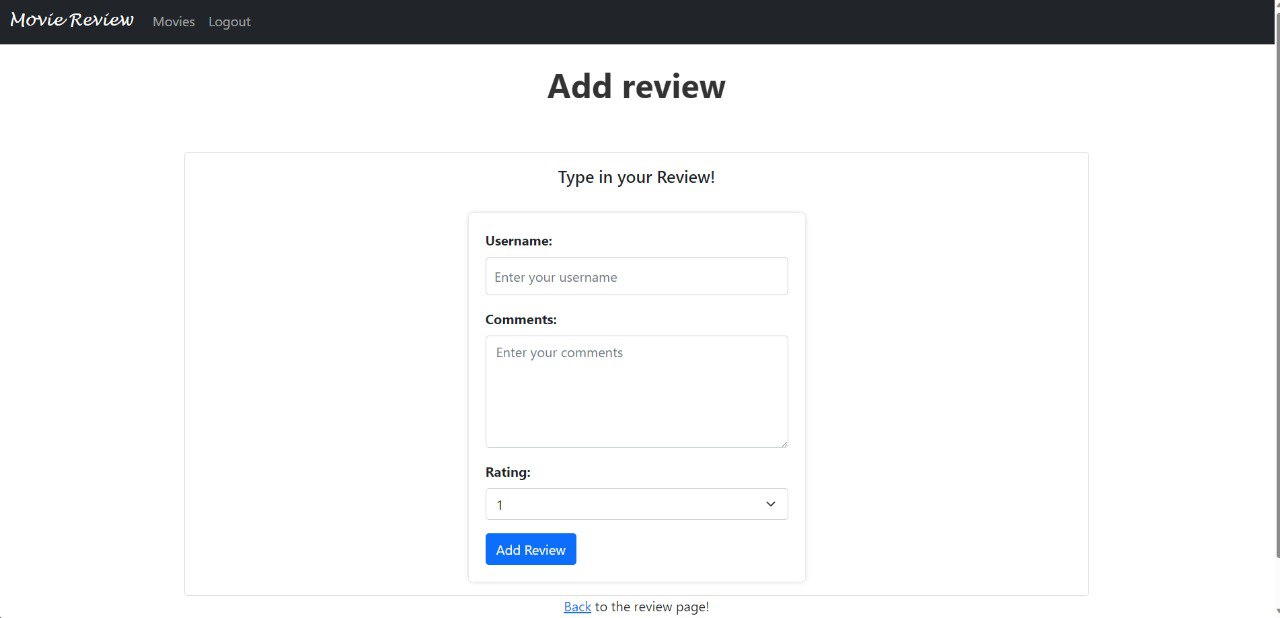 Movie Review Movies Logout
Add review
Type in your Review!
Username:
Enter your username
Comments:
Enter your comments
Rating:
1
Add Review
Back to the review page!